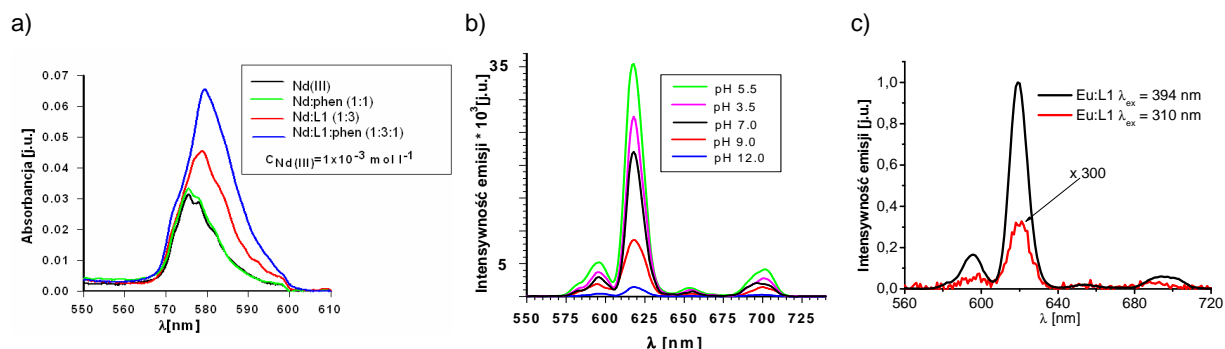 a)
Absorbancja [j.u.]
0.07
0.06
0.05
0.04
0.03
0.02
0.01
0.00
550 560 570 580 590 600 610
λ[nm]
Nd(III)
Nd:phen (1:1)
Nd:L1 (1:3)
Nd:L1:phen (1:3:1)
C Nd(III)=1x10⁻³ mol l⁻¹
b)
Intensywność emisji * 10³[j.u.]
35
5
550 575 600 625 650 675 700 725
λ [nm]
pH 5.5
pH 3.5
pH 7.0
pH 9.0
pH 12.0
c)
Intensywność emisji [j.u.]
1,0
0,8
0,6
0,4
0,2
0,0
560 600 640 680 720
λ [nm]
Eu:L1 λex = 394 nm
Eu:L1 λex = 310 nm
x 300